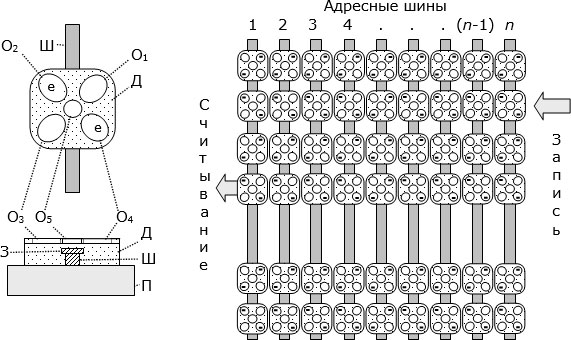 Адресные шины
1 2 3 4 . . . (n-1) n
Ш
О2
О1
Д
е
е
О3
О5
О4
З
Д
Ш
П
Считывание
Запись